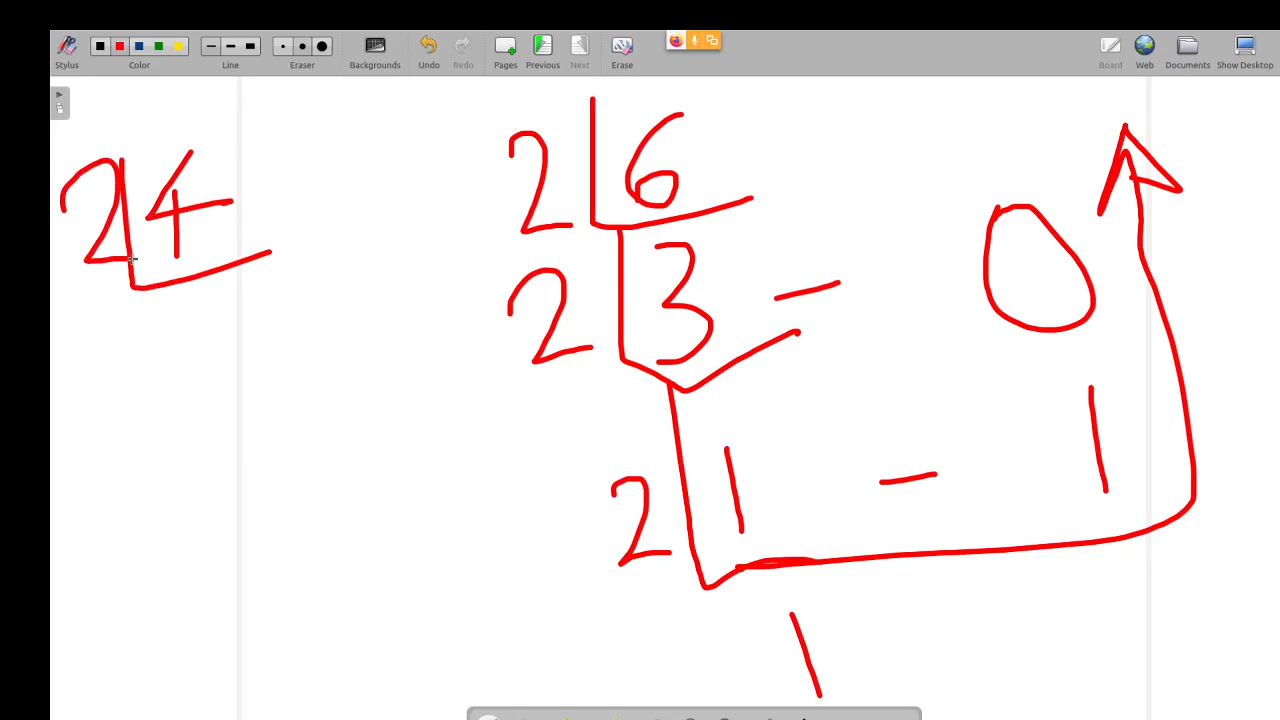 Stylus Color Line Eraser Backgrounds Undo Redo Pages Previous Next Erase Board Web Documents Show Desktop
2 4
2 6
2 3 - 0
2 1 - 1
1